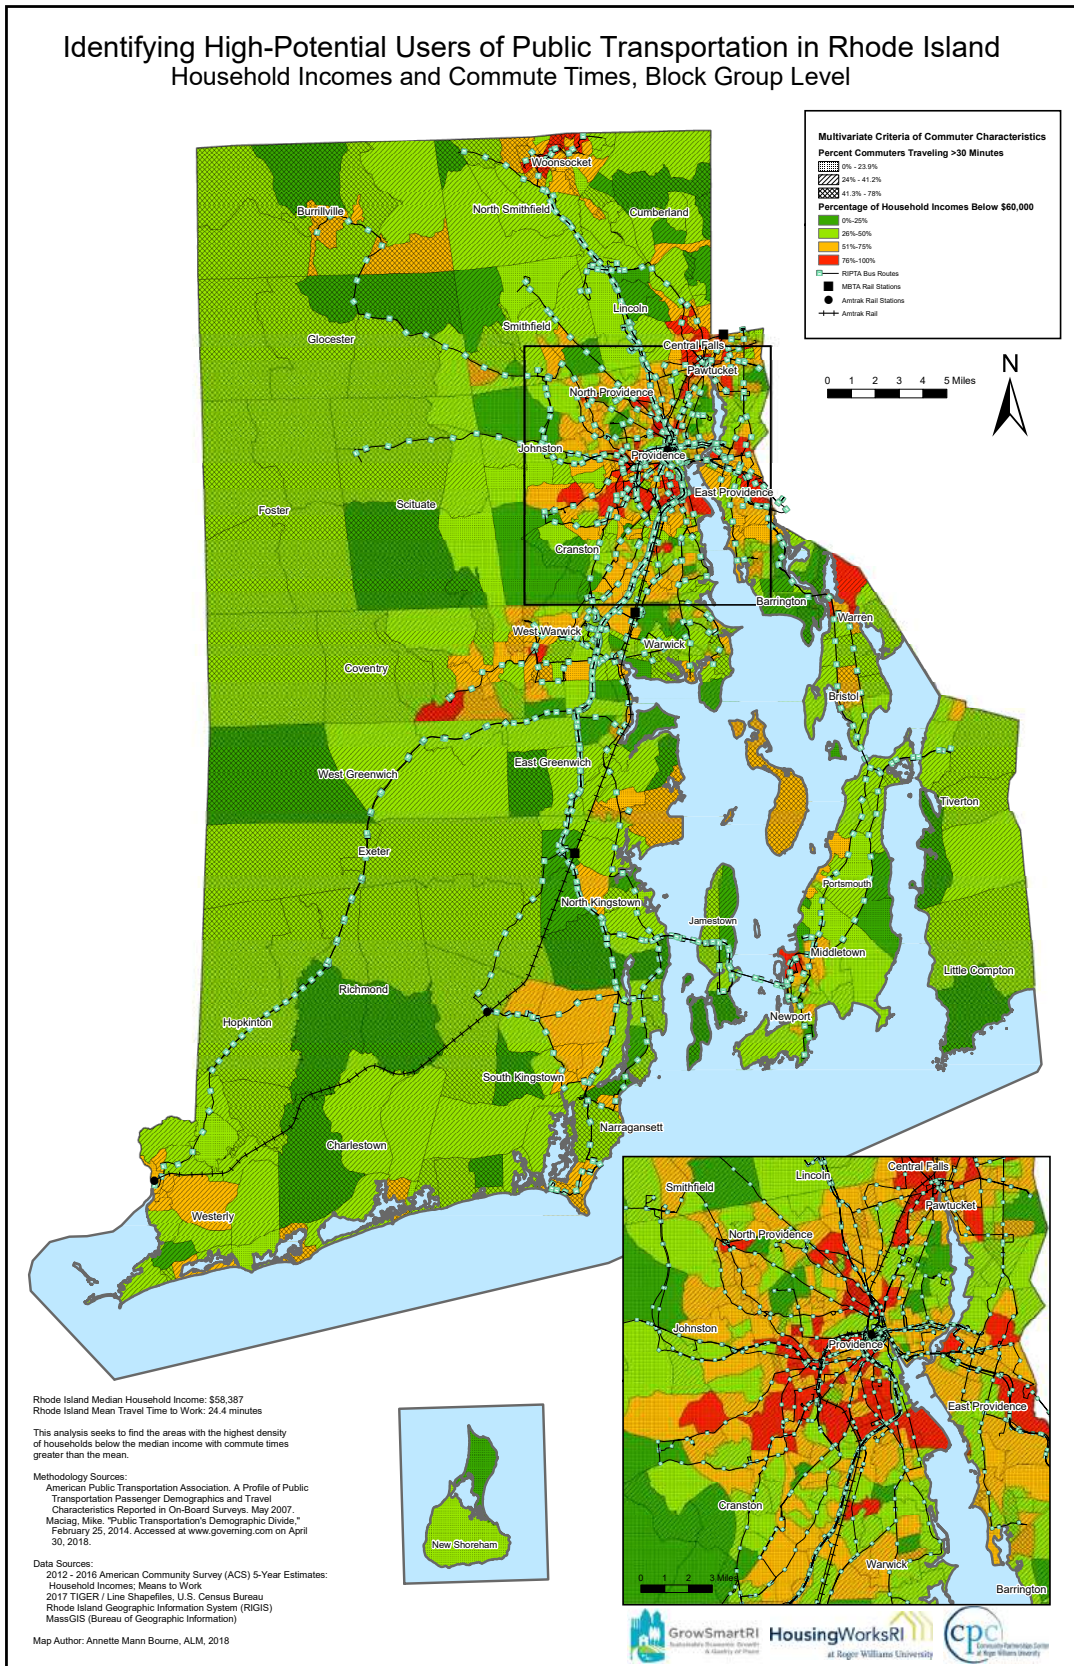 Identifying High-Potential Users of Public Transportation in Rhode Island
Household Incomes and Commute Times, Block Group Level
Multivariate Criteria of Commuter Characteristics
Percent Commuters Traveling >30 Minutes
0% - 23.9%
24% - 41.2%
41.3% - 78%
Percentage of Household Incomes Below $60,000
0%-25%
26%-50%
51%-75%
76%-100%
RIPTA Bus Routes
MBTA Rail Stations
Amtrak Rail Stations
Amtrak Rail
N
0 1 2 3 4 5 Miles
Woonsocket
Burrillville
North Smithfield
Cumberland
Lincoln
Smithfield
Glocester
Central Falls
Pawtucket
North Providence
Johnston
Providence
East Providence
Scituate
Foster
Cranston
Barrington
Warren
West Warwick
Warwick
Coventry
Bristol
East Greenwich
West Greenwich
Tiverton
Exeter
Portsmouth
North Kingstown
Jamestown
Middletown
Little Compton
Richmond
Newport
Hopkinton
South Kingstown
Narragansett
Charlestown
Westerly
Central Falls
Lincoln
Smithfield
Pawtucket
North Providence
Johnston
Providence
East Providence
Cranston
Warwick
Barrington
0 1 2 3 Miles
Rhode Island Median Household Income: $58,387
Rhode Island Mean Travel Time to Work: 24.4 minutes
This analysis seeks to find the areas with the highest density
of households below the median income with commute times
greater than the mean.
Methodology Sources:
American Public Transportation Association. A Profile of Public
Transportation Passenger Demographics and Travel
Characteristics Reported in On-Board Surveys. May 2007.
Maciag, Mike. "Public Transportation's Demographic Divide,"
February 25, 2014. Accessed at www.governing.com on April
30, 2018.
Data Sources:
2012 - 2016 American Community Survey (ACS) 5-Year Estimates:
Household Incomes; Means to Work
2017 TIGER / Line Shapefiles, U.S. Census Bureau
Rhode Island Geographic Information System (RIGIS)
MassGIS (Bureau of Geographic Information)
Map Author: Annette Mann Bourne, ALM, 2018
New Shoreham
GrowSmartRI
Sustainable Economic Growth
& Quality of Place
HousingWorksRI
at Roger Williams University
cpc
Community Partnerships Center
at Roger Williams University